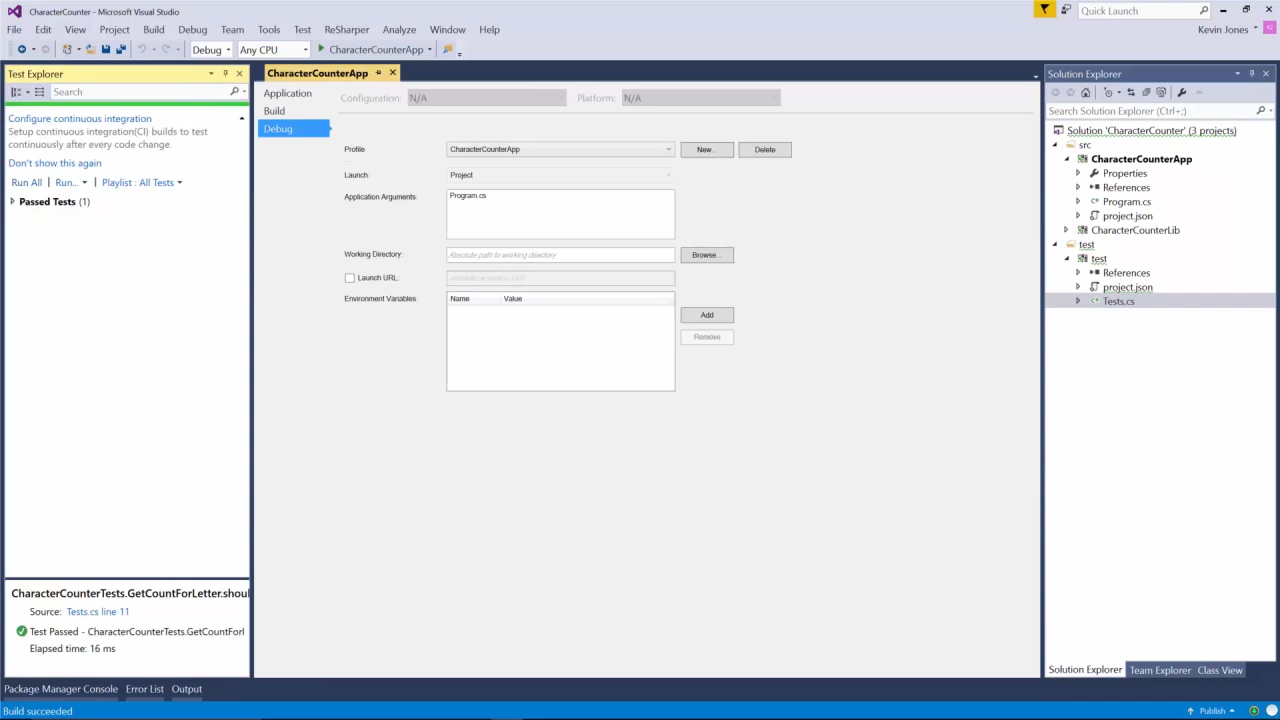 CharacterCounter - Microsoft Visual Studio
Quick Launch
File Edit View Project Build Debug Team Tools Test ReSharper Analyze Window Help
Kevin Jones
KJ
Debug Any CPU CharacterCounterApp
Test Explorer
Search
Configure continuous integration
Setup continuous integration(CI) builds to test
continuously after every code change.
Don't show this again
Run All Run... Playlist : All Tests
Passed Tests (1)
CharacterCounterTests.GetCountForLetter.shoul
Source: Tests.cs line 11
Test Passed - CharacterCounterTests.GetCountForl
Elapsed time: 16 ms
CharacterCounterApp
Application
Build
Debug
Configuration: N/A Platform: N/A
Profile CharacterCounterApp New... Delete
Launch: Project
Application Arguments: Program.cs
Working Directory: Absolute path to working directory Browse...
Launch URL:
Environment Variables: Name Value
Add
Remove
Solution Explorer
Search Solution Explorer (Ctrl+;)
Solution 'CharacterCounter' (3 projects)
src
CharacterCounterApp
Properties
References
Program.cs
project.json
CharacterCounterLib
test
test
References
project.json
Tests.cs
Solution Explorer Team Explorer Class View
Package Manager Console Error List Output
Build succeeded
Publish